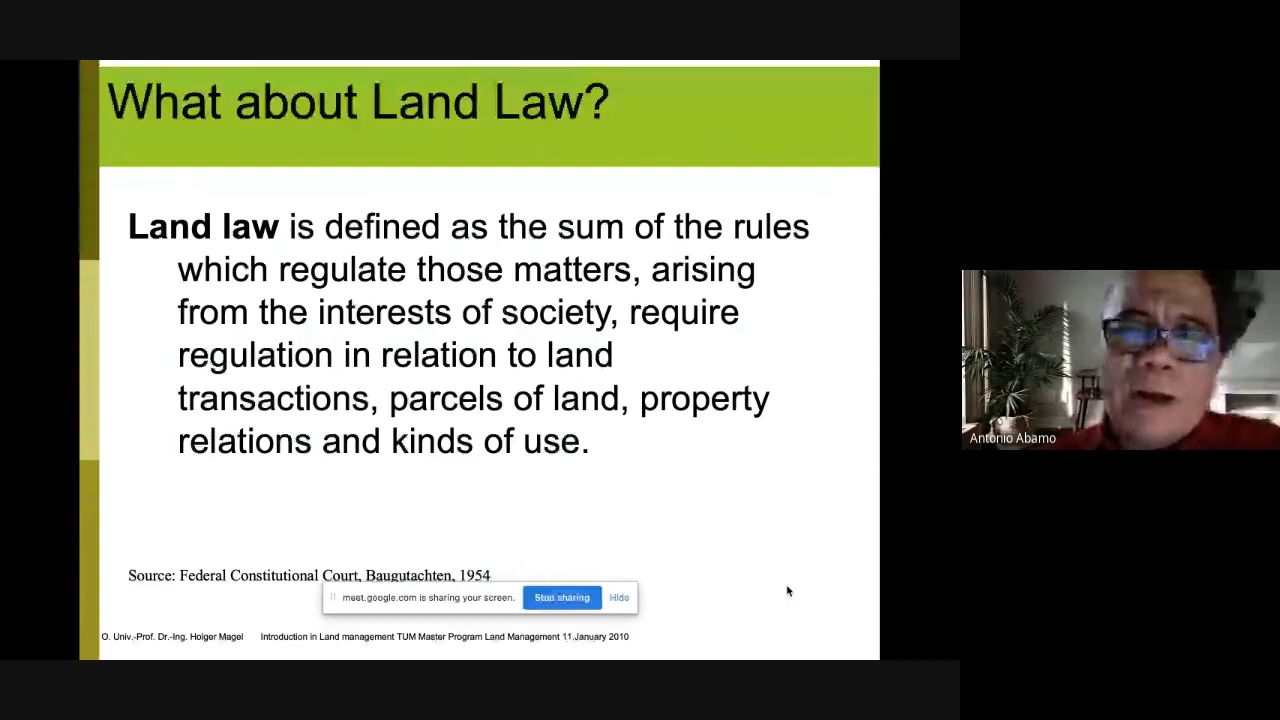 What about Land Law?
Land law is defined as the sum of the rules
which regulate those matters, arising
from the interests of society, require
regulation in relation to land
transactions, parcels of land, property
relations and kinds of use.
Source: Federal Constitutional Court, Baugutachten, 1954
meet.google.com is sharing your screen. Stop sharing Hide
O. Univ.-Prof. Dr.-Ing. Holger Magel Introduction in Land management TUM Master Program Land Management 11.January 2010
Antonio Abamo